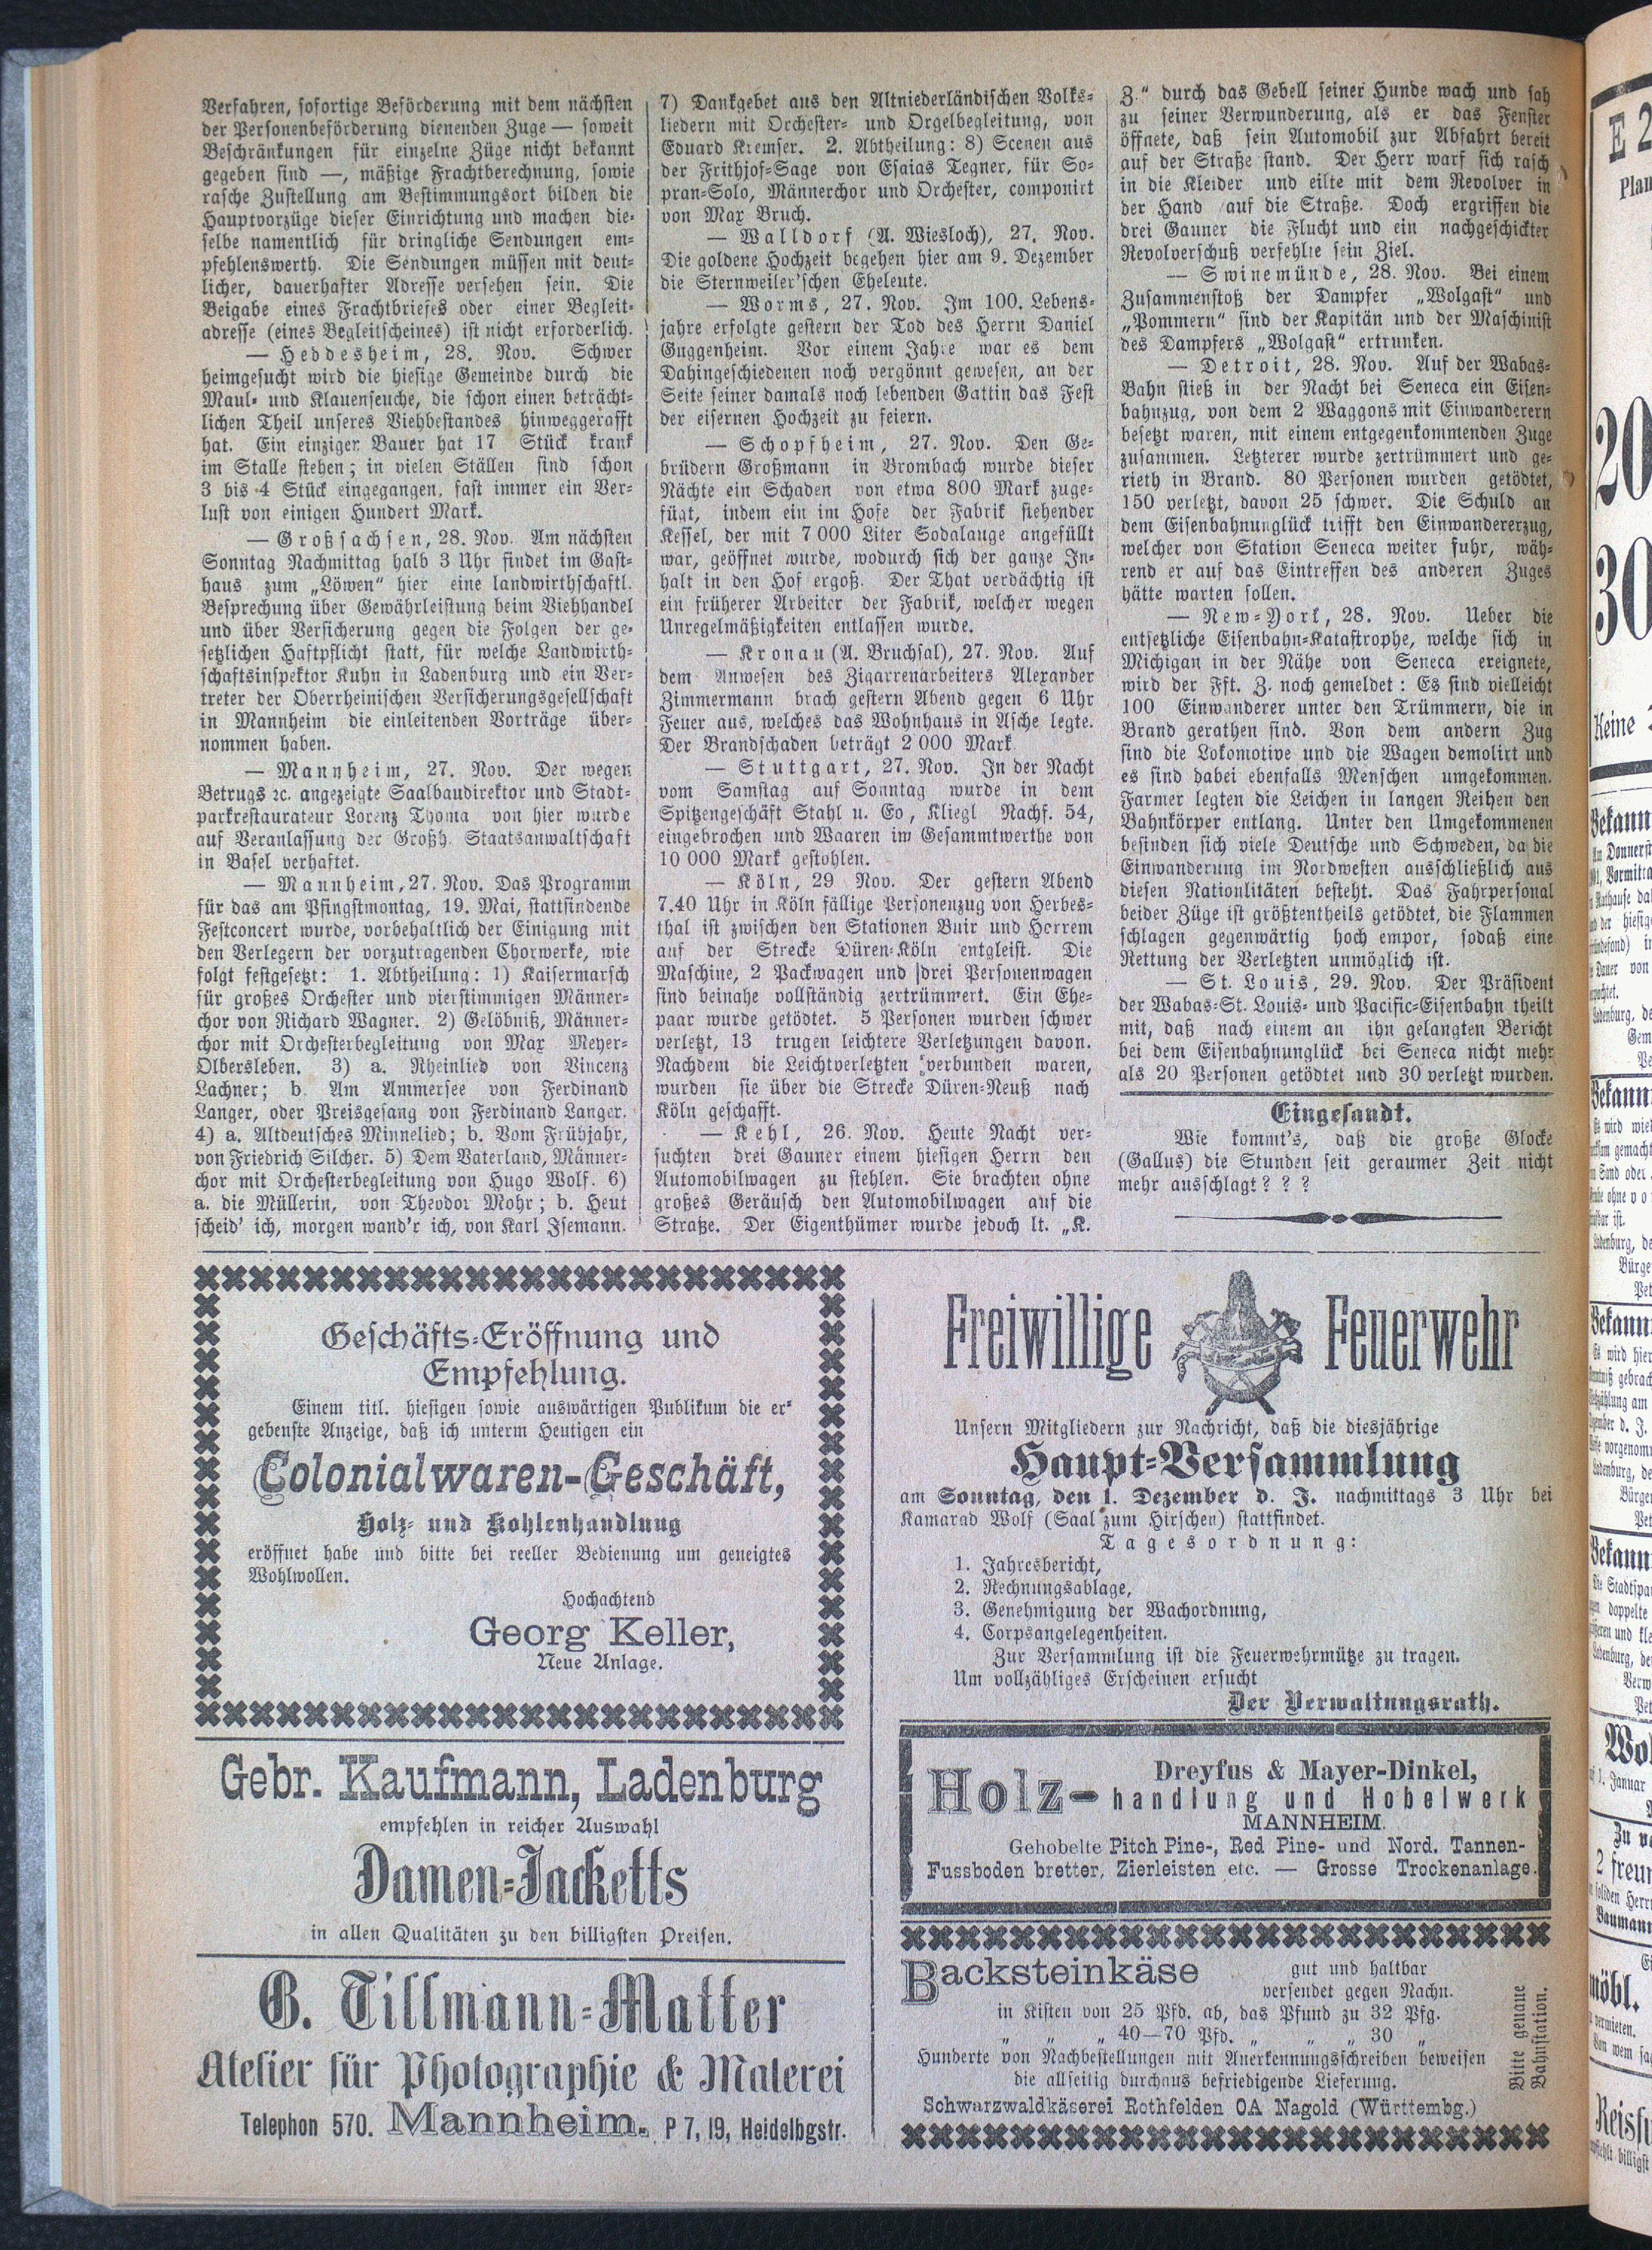 Verfahren, sofortige Beförderung mit dem nächsten
der Personenbeförderung dienenden Zuge — soweit
Beschränkungen für einzelne Züge nicht bekannt
gegeben sind —, mäßige Frachtberechnung, sowie
rasche Zustellung am Bestimmungsort bilden die
Hauptvorzüge dieser Einrichtung und machen die-
selbe namentlich für dringliche Sendungen em-
pfehlenswerth. Die Sendungen müssen mit deut-
licher, dauerhafter Adresse versehen sein. Die
Beigabe eines Frachtbriefes oder einer Begleit-
adresse (eines Begleitscheines) ist nicht erforderlich.
— Heddesheim, 28. Nov. Schwer
heimgesucht wird die hiesige Gemeinde durch die
Maul- und Klauenseuche, die schon einen beträcht-
lichen Theil unseres Viehbestandes hinweggerafft
hat. Ein einziger Bauer hat 17 Stück krank
im Stalle stehen; in vielen Ställen sind schon
3 bis 4 Stück eingegangen, fast immer ein Ver-
lust von einigen Hundert Mark.
— Großsachsen, 28. Nov. Am nächsten
Sonntag Nachmittag halb 3 Uhr findet im Gast-
haus zum „Löwen“ hier eine landwirthschaftl.
Besprechung über Gewährleistung beim Viehhandel
und über Versicherung gegen die Folgen der ge-
setzlichen Haftpflicht statt, für welche Landwirth-
schaftsinspektor Kuhn in Ladenburg und ein Ver-
treter der Oberrheinischen Versicherungsgesellschaft
in Mannheim die einleitenden Vorträge über-
nommen haben.
— Mannheim, 27. Nov. Der wegen
Betrugs ꝛc. angezeigte Saalbaudirektor und Stadt-
parkrestaurateur Lorenz Thoma von hier wurde
auf Veranlassung der Großh. Staatsanwaltschaft
in Basel verhaftet.
— Mannheim, 27. Nov. Das Programm
für das am Pfingstmontag, 19. Mai, stattfindende
Festconcert wurde, vorbehaltlich der Einigung mit
den Verlegern der vorzutragenden Chorwerke, wie
folgt festgesetzt: 1. Abtheilung: 1) Kaisermarsch
für großes Orchester und vierstimmigen Männer-
chor von Richard Wagner. 2) Gelöbniß, Männer-
chor mit Orchesterbegleitung von Max Meyer-
Olbersleben. 3) a. Rheinlied von Vincenz
Lachner; b. Am Ammersee von Ferdinand
Langer, oder Preisgesang von Ferdinand Langer.
4) a. Altdeutsches Minnelied; b. Vom Frühjahr,
von Friedrich Silcher. 5) Dem Vaterland, Männer-
chor mit Orchesterbegleitung von Hugo Wolf. 6)
a. die Müllerin, von Theodor Mohr; b. Heut
scheid' ich, morgen wand'r ich, von Karl Isemann.
7) Dankgebet aus den Altniederländischen Volks-
liedern mit Orchester- und Orgelbegleitung, von
Eduard Kremser. 2. Abtheilung: 8) Scenen aus
der Frithjof-Sage von Esaias Tegner, für So-
pran-Solo, Männerchor und Orchester, componirt
von Max Bruch.
— Walldorf (A. Wiesloch), 27. Nov.
Die goldene Hochzeit begehen hier am 9. Dezember
die Sternweiler'schen Eheleute.
— Worms, 27. Nov. Im 100. Lebens-
jahre erfolgte gestern der Tod des Herrn Daniel
Guggenheim. Vor einem Jahre war es dem
Dahingeschiedenen noch vergönnt gewesen, an der
Seite seiner damals noch lebenden Gattin das Fest
der eisernen Hochzeit zu feiern.
— Schopfheim, 27. Nov. Den Ge-
brüdern Großmann in Brombach wurde dieser
Nächte ein Schaden von etwa 800 Mark zuge-
fügt, indem ein im Hofe der Fabrik stehender
Kessel, der mit 7000 Liter Sodalauge angefüllt
war, geöffnet wurde, wodurch sich der ganze In-
halt in den Hof ergoß. Der That verdächtig ist
ein früherer Arbeiter der Fabrik, welcher wegen
Unregelmäßigkeiten entlassen wurde.
— Kronau (A. Bruchsal), 27. Nov. Auf
dem Anwesen des Zigarrenarbeiters Alexander
Zimmermann brach gestern Abend gegen 6 Uhr
Feuer aus, welches das Wohnhaus in Asche legte.
Der Brandschaden beträgt 2000 Mark
— Stuttgart, 27. Nov. In der Nacht
vom Samstag auf Sonntag wurde in dem
Spitzengeschäft Stahl u. Eo, Kliegl Nachf. 54,
eingebrochen und Waaren im Gesammtwerthe von
10 000 Mark gestohlen.
— Köln, 29 Nov. Der gestern Abend
7.40 Uhr in Köln fällige Personenzug von Herbes-
thal ist zwischen den Stationen Buir und Horrem
auf der Strecke Düren-Köln entgleist. Die
Maschine, 2 Packwagen und drei Personenwagen
sind beinahe vollständig zertrümmert. Ein Ehe-
paar wurde getödtet. 5 Personen wurden schwer
verletzt, 13 trugen leichtere Verletzungen davon.
Nachdem die Leichtverletzten verbunden waren,
wurden sie über die Strecke Düren-Neuß nach
Köln geschafft.
— Kehl, 26. Nov. Heute Nacht ver-
suchten drei Gauner einem hiesigen Herrn den
Automobilwagen zu stehlen. Sie brachten ohne
großes Geräusch den Automobilwagen auf die
Straße. Der Eigenthümer wurde jedoch lt. „K.
Z.“ durch das Gebell seiner Hunde wach und sah
zu seiner Verwunderung, als er das Fenster
öffnete, daß sein Automobil zur Abfahrt bereit
auf der Straße stand. Der Herr warf sich rasch
in die Kleider und eilte mit dem Revolver in
der Hand auf die Straße. Doch ergriffen die
drei Gauner die Flucht und ein nachgeschickter
Revolverschuß verfehlte sein Ziel.
— Swinemünde, 28. Nov. Bei einem
Zusammenstoß der Dampfer „Wolgast“ und
„Pommern“ sind der Kapitän und der Maschinist
des Dampfers „Wolgast“ ertrunken.
— Detroit, 28. Nov. Auf der Wabas-
Bahn stieß in der Nacht bei Seneca ein Eisen-
bahnzug, von dem 2 Waggons mit Einwanderern
besetzt waren, mit einem entgegenkommenden Zuge
zusammen. Letzterer wurde zertrümmert und ge-
rieth in Brand. 80 Personen wurden getödtet,
150 verletzt, davon 25 schwer. Die Schuld an
dem Eisenbahnunglück trifft den Einwandererzug,
welcher von Station Seneca weiter fuhr, wäh-
rend er auf das Eintreffen des anderen Zuges
hätte warten sollen.
— New-York, 28. Nov. Ueber die
entsetzliche Eisenbahn-Katastrophe, welche sich in
Michigan in der Nähe von Seneca ereignete,
wird der Fft. Z. noch gemeldet: Es sind vielleicht
100 Einwanderer unter den Trümmern, die in
Brand gerathen sind. Von dem andern Zug
sind die Lokomotive und die Wagen demolirt und
es sind dabei ebenfalls Menschen umgekommen.
Farmer legten die Leichen in langen Reihen den
Bahnkörper entlang. Unter den Umgekommenen
befinden sich viele Deutsche und Schweden, da die
Einwanderung im Nordwesten ausschließlich aus
diesen Nationlitäten besteht. Das Fahrpersonal
beider Züge ist größtentheils getödtet, die Flammen
schlagen gegenwärtig hoch empor, sodaß eine
Rettung der Verletzten unmöglich ist.
— St. Louis, 29. Nov. Der Präsident
der Wabas-St. Louis- und Pacific-Eisenbahn theilt
mit, daß nach einem an ihn gelangten Bericht
bei dem Eisenbahnunglück bei Seneca nicht mehr
als 20 Personen getödtet und 30 verletzt wurden.
Eingesandt.
Wie kommt's, daß die große Glocke
(Gallus) die Stunden seit geraumer Zeit nicht
mehr ausschlagt? ? ?
Geschäfts-Eröffnung und
Empfehlung.
Einem titl. hiesigen sowie auswärtigen Publikum die er-
gebenste Anzeige, daß ich unterm Heutigen ein
Colonialwaren-Geschäft,
Holz- und Kohlenhandlung
eröffnet habe und bitte bei reeller Bedienung um geneigtes
Wohlwollen.
Hochachtend
Georg Keller,
Neue Anlage.
Gebr. Kaufmann, Ladenburg
empfehlen in reicher Auswahl
Damen-Jacketts
in allen Qualitäten zu den billigsten Preisen.
G. Tillmann-Matter
Atelier für Photographie & Malerei
Telephon 570. Mannheim. P 7, 19, Heidelbgstr.
Freiwillige Feuerwehr
Unsern Mitgliedern zur Nachricht, daß die diesjährige
Haupt-Versammlung
am Sonntag, den 1. Dezember d. J. nachmittags 3 Uhr bei
Kamarad Wolf (Saal zum Hirschen) stattfindet.
Tagesordnung:
1. Jahresbericht,
2. Rechnungsablage,
3. Genehmigung der Wachordnung,
4. Corpsangelegenheiten.
Zur Versammlung ist die Feuerwehrmütze zu tragen.
Um vollzähliges Erscheinen ersucht
Der Verwaltungsrath.
Dreyfus & Mayer-Dinkel,
Holz-handlung und Hobelwerk
MANNHEIM.
Gehobelte Pitch Pine-, Red Pine- und Nord. Tannen-
Fussboden bretter, Zierleisten etc. — Grosse Trockenanlage.
Backsteinkäse gut und haltbar
versendet gegen Nachn.
in Kisten von 25 Pfd. ab, das Pfund zu 32 Pfg.
„ „ „ 40—70 Pfd. „ „ „ 30 „
Hunderte von Nachbestellungen mit Anerkennungsschreiben beweisen
die allseitig durchaus befriedigende Lieferung.
Schwarzwaldkäserei Rothfelden OA Nagold (Württembg.)
Bitte genaue
Bahnstation.
E 2
20
30
Keine
1. Januar
2
möbl.